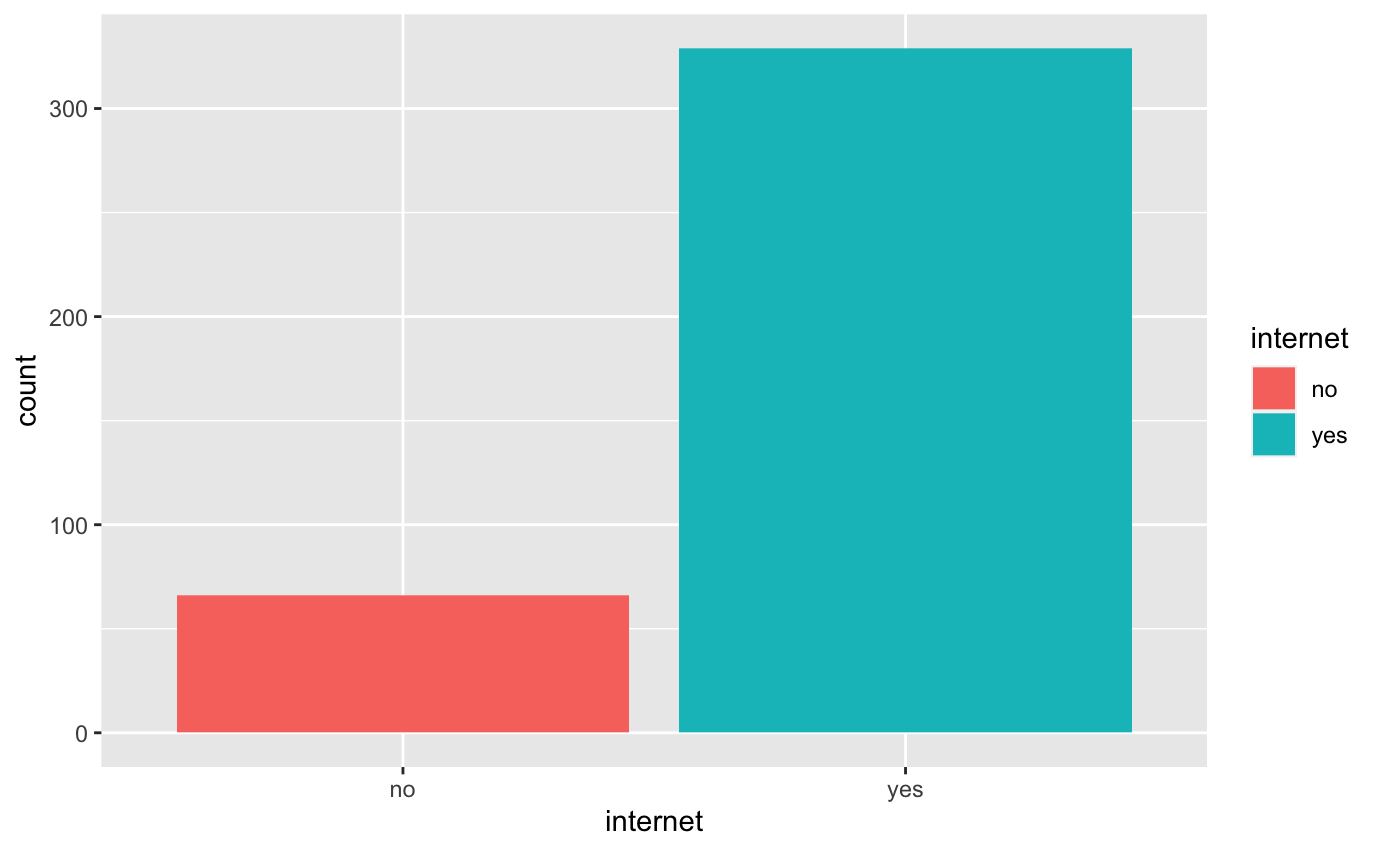 count
300
200
100
0
no
yes
internet
internet
no
yes